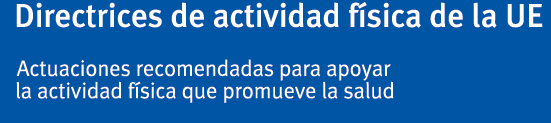 Directrices de actividad física de la UE
Actuaciones recomendadas para apoyar
la actividad física que promueve la salud